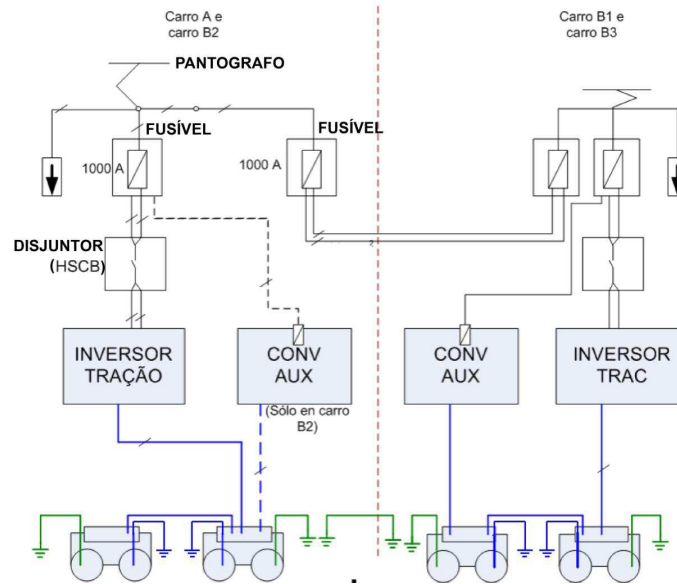 Carro A e
carro B2
Carro B1 e
carro B3
PANTOGRAFO
FUSÍVEL
FUSÍVEL
1000 A
1000 A
DISJUNTOR
(HSCB)
2
INVERSOR
TRAÇÃO
CONV
AUX
CONV
AUX
INVERSOR
TRAC
(Sólo en carro
B2)